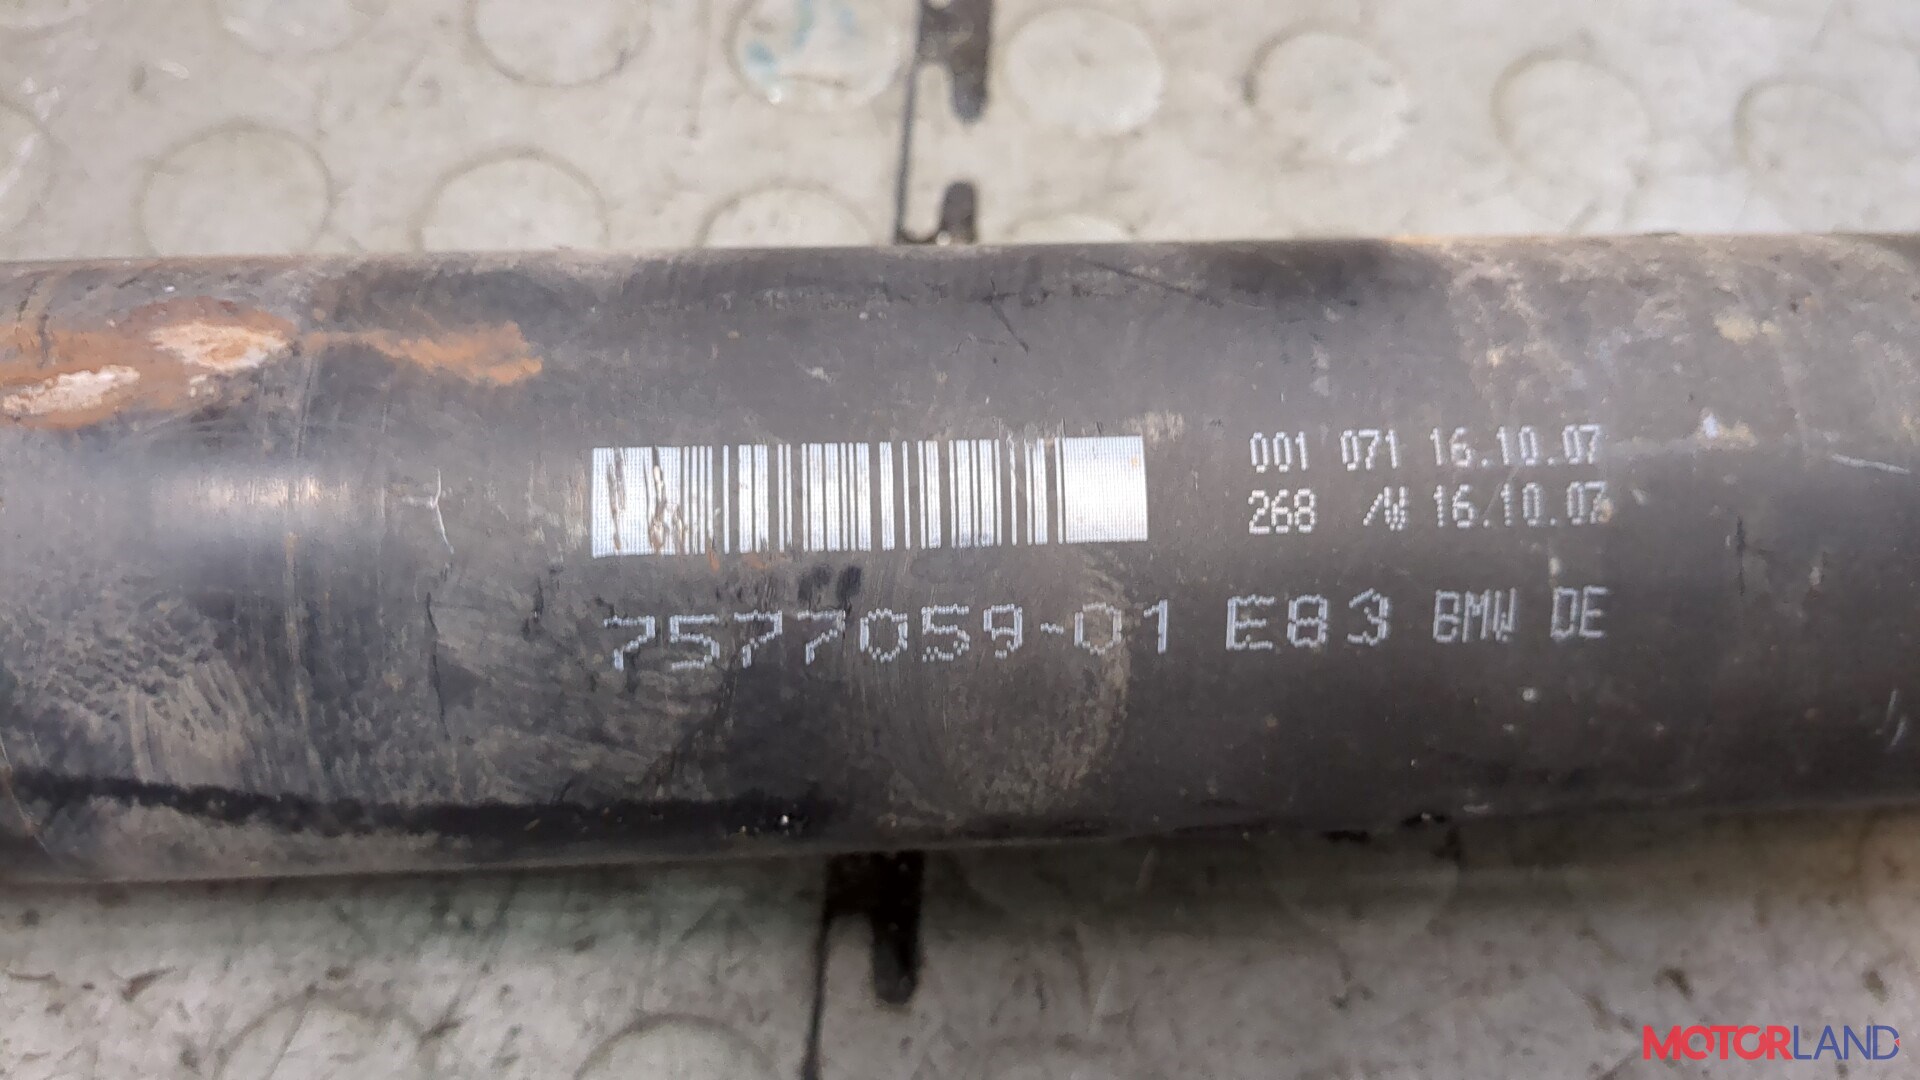 001 071 16.10.07
268 /W 16.10.07
7577059-01 E83 BMW DE
MOTORLAND